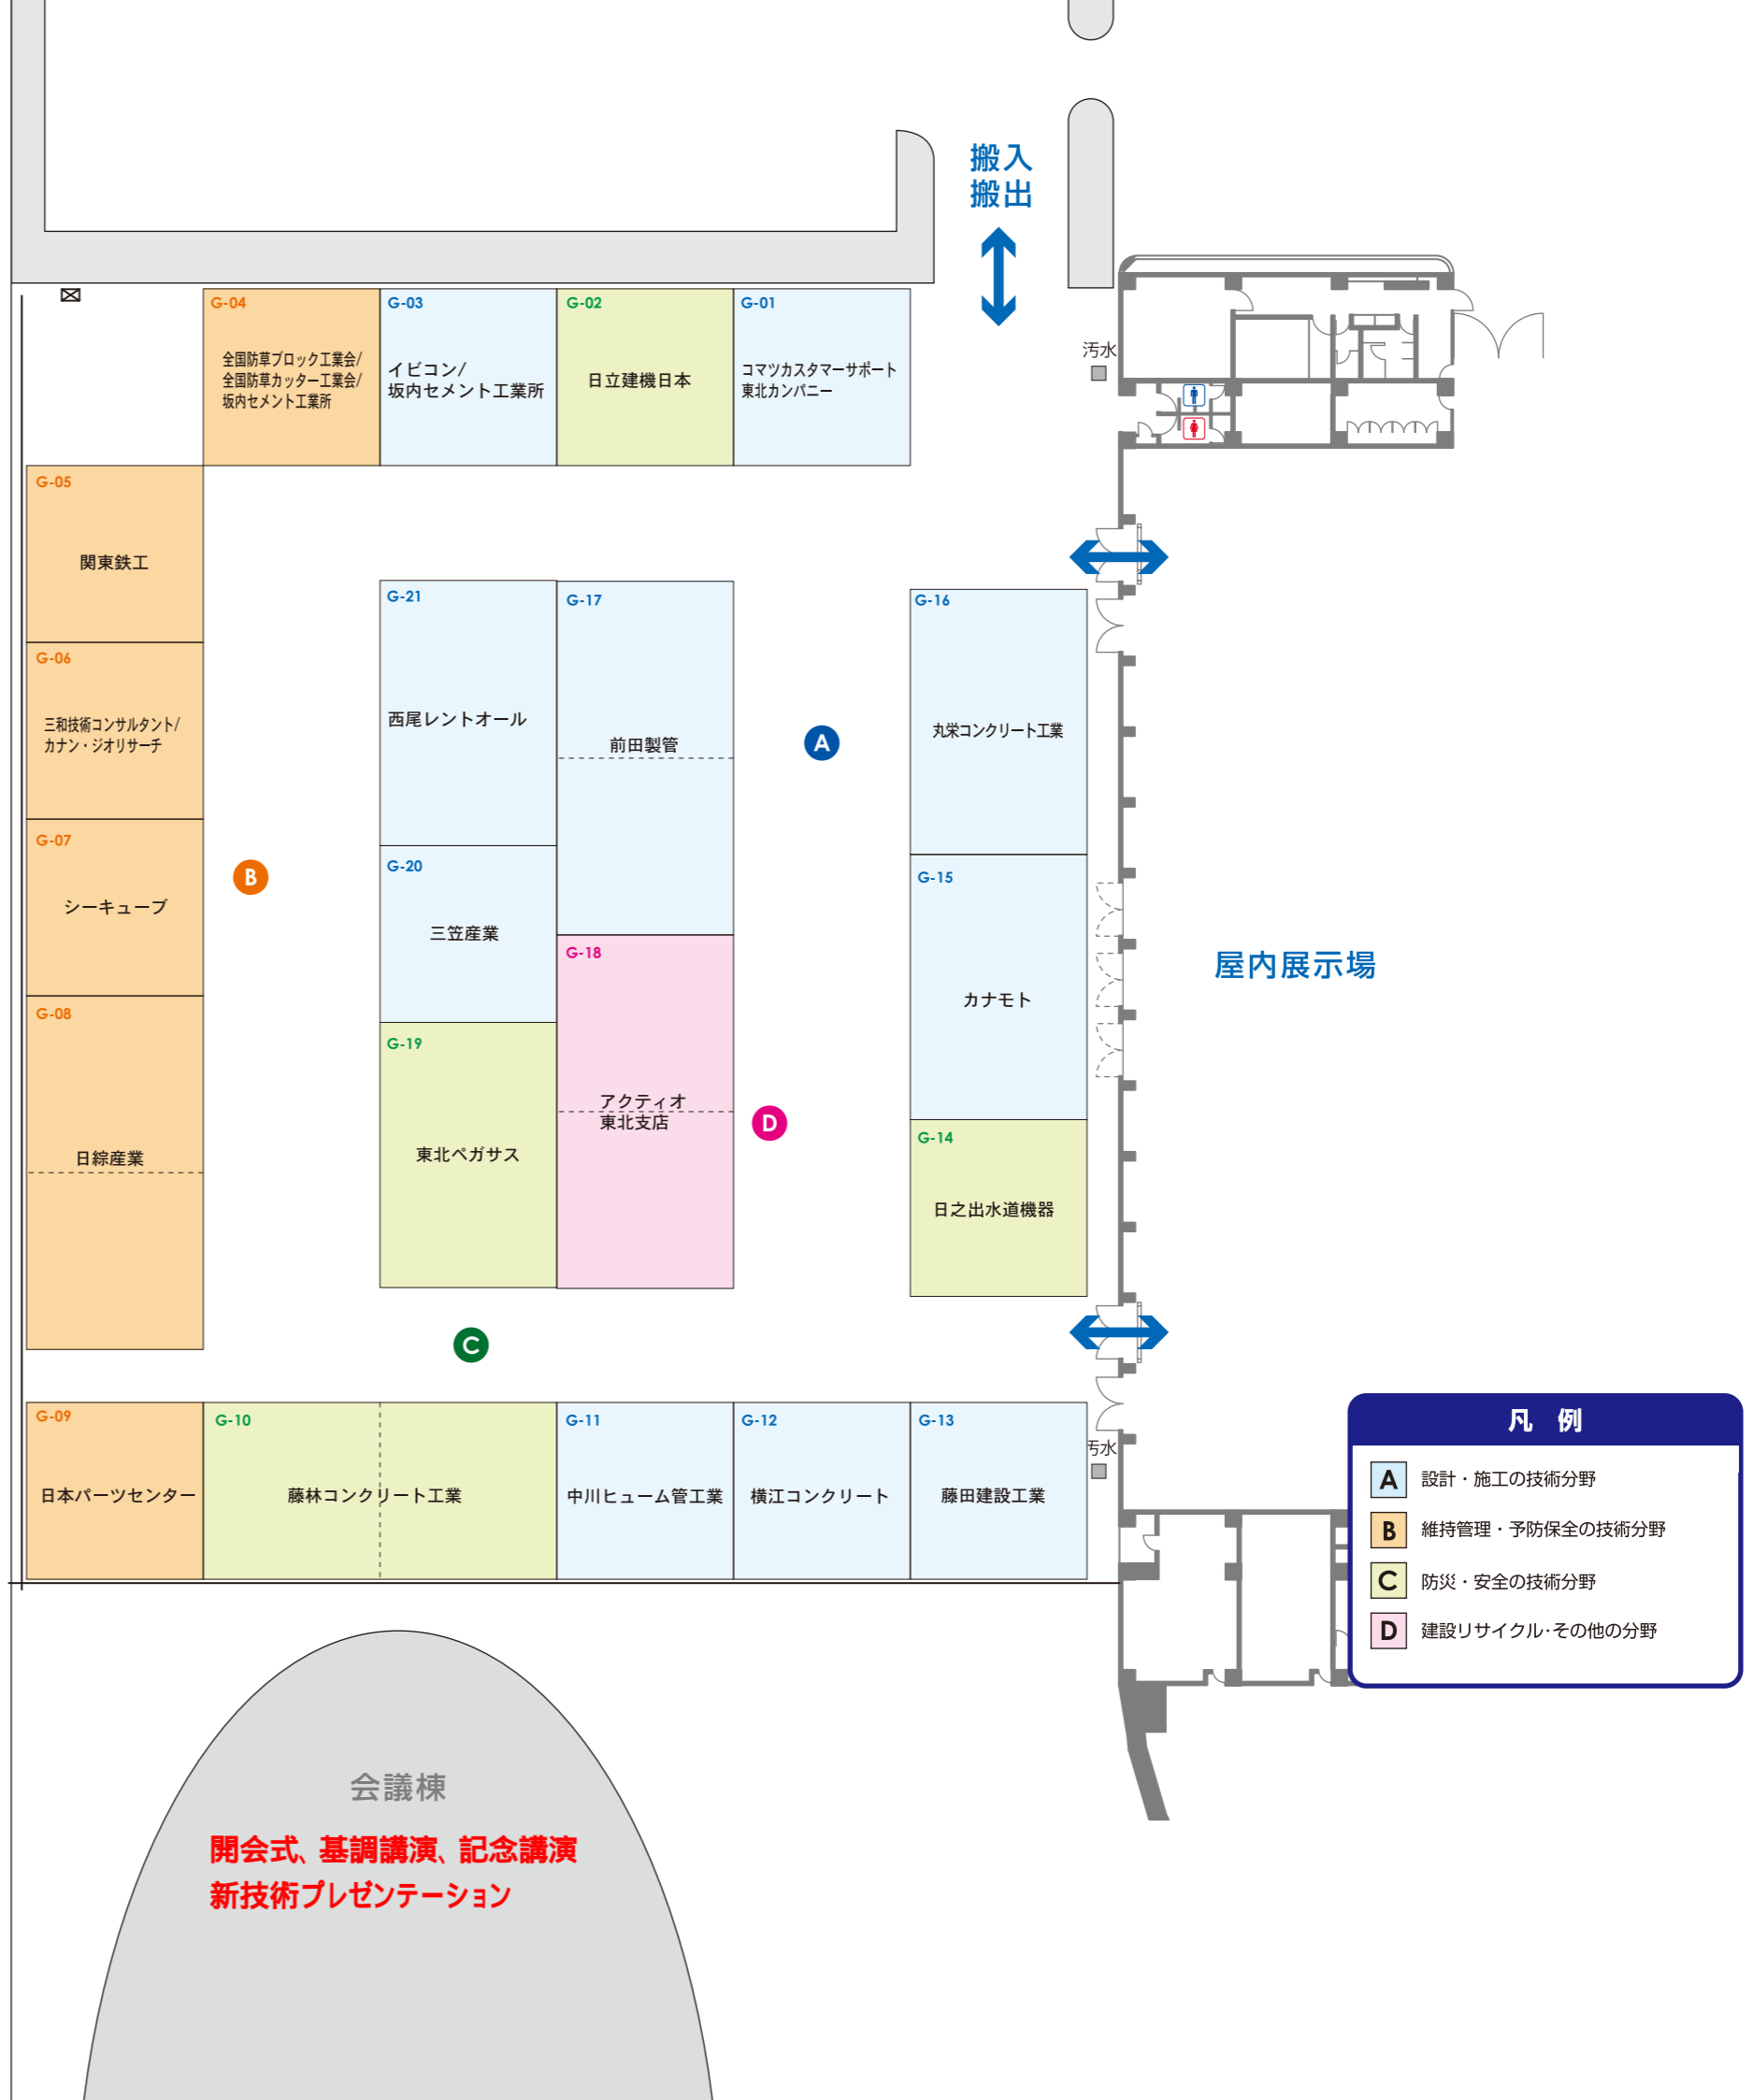 搬入
搬出
汚水
G-04
全国防草ブロック工業会/
全国防草カッター工業会/
坂内セメント工業所
G-03
イビコン/
坂内セメント工業所
G-02
日立建機日本
G-01
コマツカスタマーサポート
東北カンパニー
G-05
関東鉄工
G-06
三和技術コンサルタント/
カナン・ジオリサーチ
G-07
シーキューブ
G-08
日綜産業
B
G-21
西尾レントオール
G-20
三笠産業
G-19
東北ペガサス
G-17
前田製管
G-18
アクティオ
東北支店
A
D
C
G-16
丸栄コンクリート工業
G-15
カナモト
G-14
日之出水道機器
屋内展示場
G-09
日本パーツセンター
G-10
藤林コンクリート工業
G-11
中川ヒューム管工業
G-12
横江コンクリート
G-13
藤田建設工業
汚水
凡 例
A 設計・施工の技術分野
B 維持管理・予防保全の技術分野
C 防災・安全の技術分野
D 建設リサイクル・その他の分野
会議棟
開会式、基調講演、記念講演
新技術プレゼンテーション